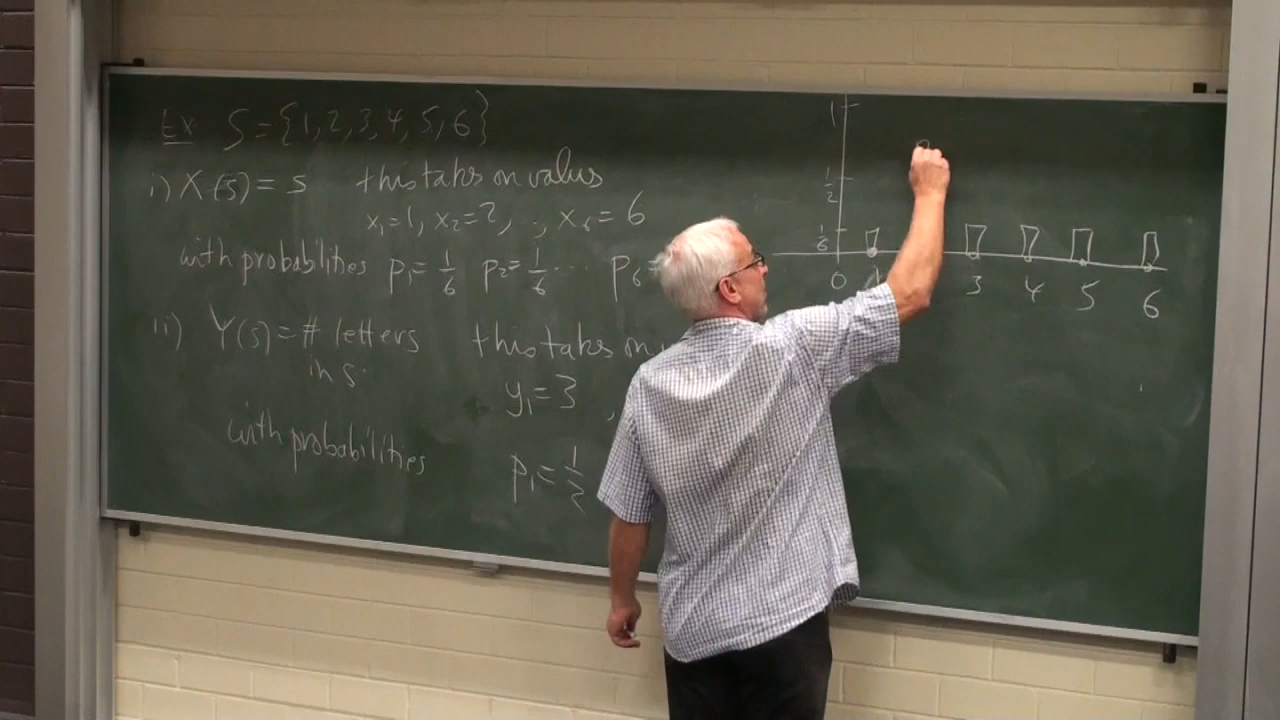 Ex S = {1, 2, 3, 4, 5, 6}
i) X(s) = s this takes on values
x₁=1, x₂=2, , , x₆ = 6
with probabilities p₁ = 1/6 p₂ = 1/6 ... p₆ =
ii) Y(s) = # letters in s. this takes on
y₁ = 3 ,
with probabilities p₁ = 1/2
1
1/2
1/6
0 3 4 5 6